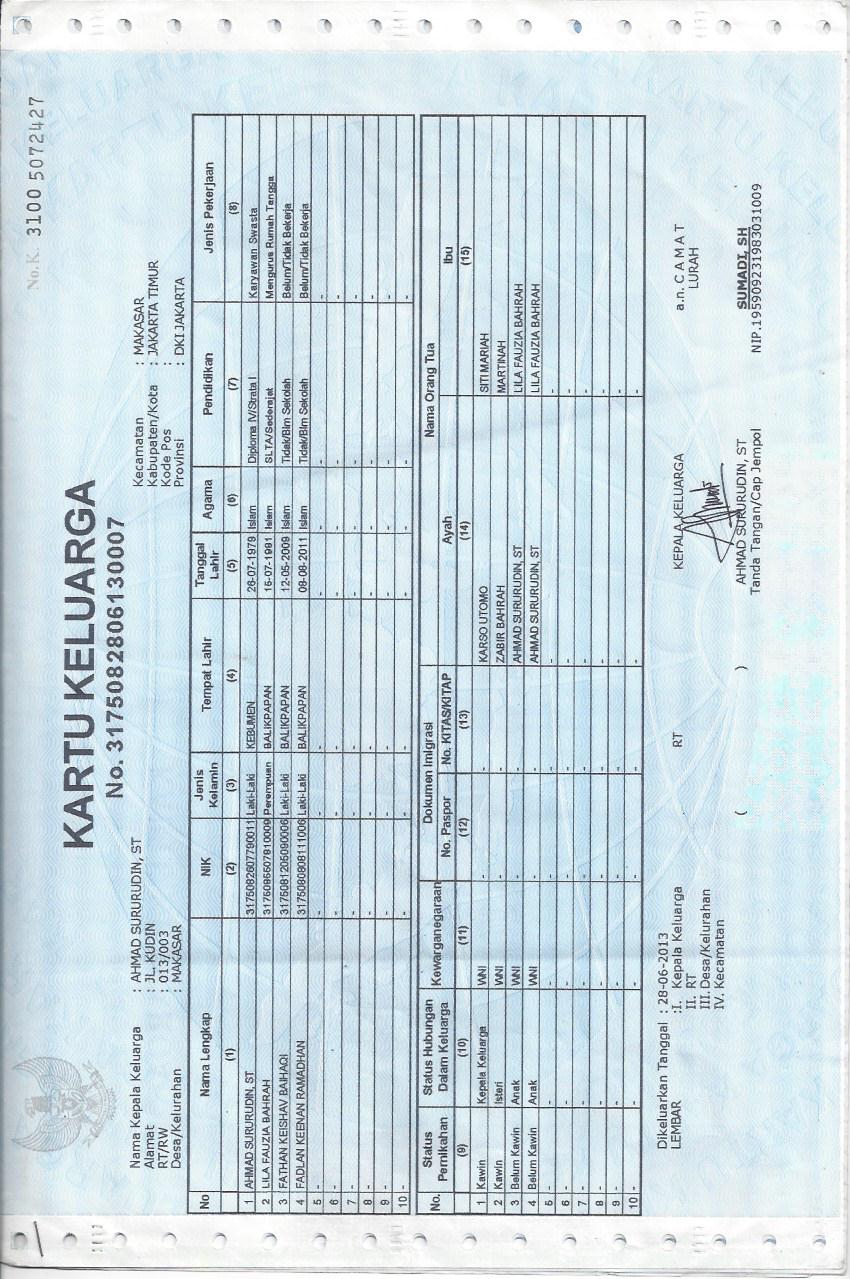 No.K. 3100 5072427
KARTU KELUARGA
No. 3175082806130007
Nama Kepala Keluarga : AHMAD SURURUDIN, ST
Alamat : JL. KUDIN
RT/RW : 013/003
Desa/Kelurahan : MAKASAR
Kecamatan : MAKASAR
Kabupaten/Kota : JAKARTA TIMUR
Kode Pos :
Provinsi : DKI JAKARTA
No Nama Lengkap NIK Jenis Kelamin Tempat Lahir Tanggal Lahir Agama Pendidikan Jenis Pekerjaan
(1) (2) (3) (4) (5) (6) (7) (8)
1 AHMAD SURURUDIN, ST 3175082607790011 Laki-Laki KEBUMEN 26-07-1979 Islam Diploma IV/Strata I Karyawan Swasta
2 LILA FAUZIA BAHRAH 3175085507810009 Perempuan BALIKPAPAN 15-07-1981 Islam SLTA/Sederajat Mengurus Rumah Tangga
3 FATHAN KEISHAV BAIHAQI 3175081205090006 Laki-Laki BALIKPAPAN 12-05-2009 Islam Tidak/Blm Sekolah Belum/Tidak Bekerja
4 FADLAN KEENAN RAMADHAN 3175080808111006 Laki-Laki BALIKPAPAN 08-08-2011 Islam Tidak/Blm Sekolah Belum/Tidak Bekerja
5 - - - - - - - -
6 - - - - - - - -
7 - - - - - - - -
8 - - - - - - - -
9 - - - - - - - -
10 - - - - - - - -
No. Status Pernikahan Status Hubungan Dalam Keluarga Kewarganegaraan Dokumen Imigrasi Nama Orang Tua
No. Paspor No. KITAS/KITAP Ayah Ibu
(9) (10) (11) (12) (13) (14) (15)
1 Kawin Kepala Keluarga WNI - - KARSO UTOMO SITI MARIAH
2 Kawin Isteri WNI - - ZABIR BAHRAH MARTINAH
3 Belum Kawin Anak WNI - - AHMAD SURURUDIN, ST LILA FAUZIA BAHRAH
4 Belum Kawin Anak WNI - - AHMAD SURURUDIN, ST LILA FAUZIA BAHRAH
5 - - - - - - -
6 - - - - - - -
7 - - - - - - -
8 - - - - - - -
9 - - - - - - -
10 - - - - - - -
Dikeluarkan Tanggal : 28-06-2013
LEMBAR :I. Kepala Keluarga
II. RT
III. Desa/Kelurahan
IV. Kecamatan
RT
( )
KEPALA KELUARGA
AHMAD SURURUDIN, ST
Tanda Tangan/Cap Jempol
a.n. C A M A T
LURAH
SUMADI, SH
NIP.195909231983031009